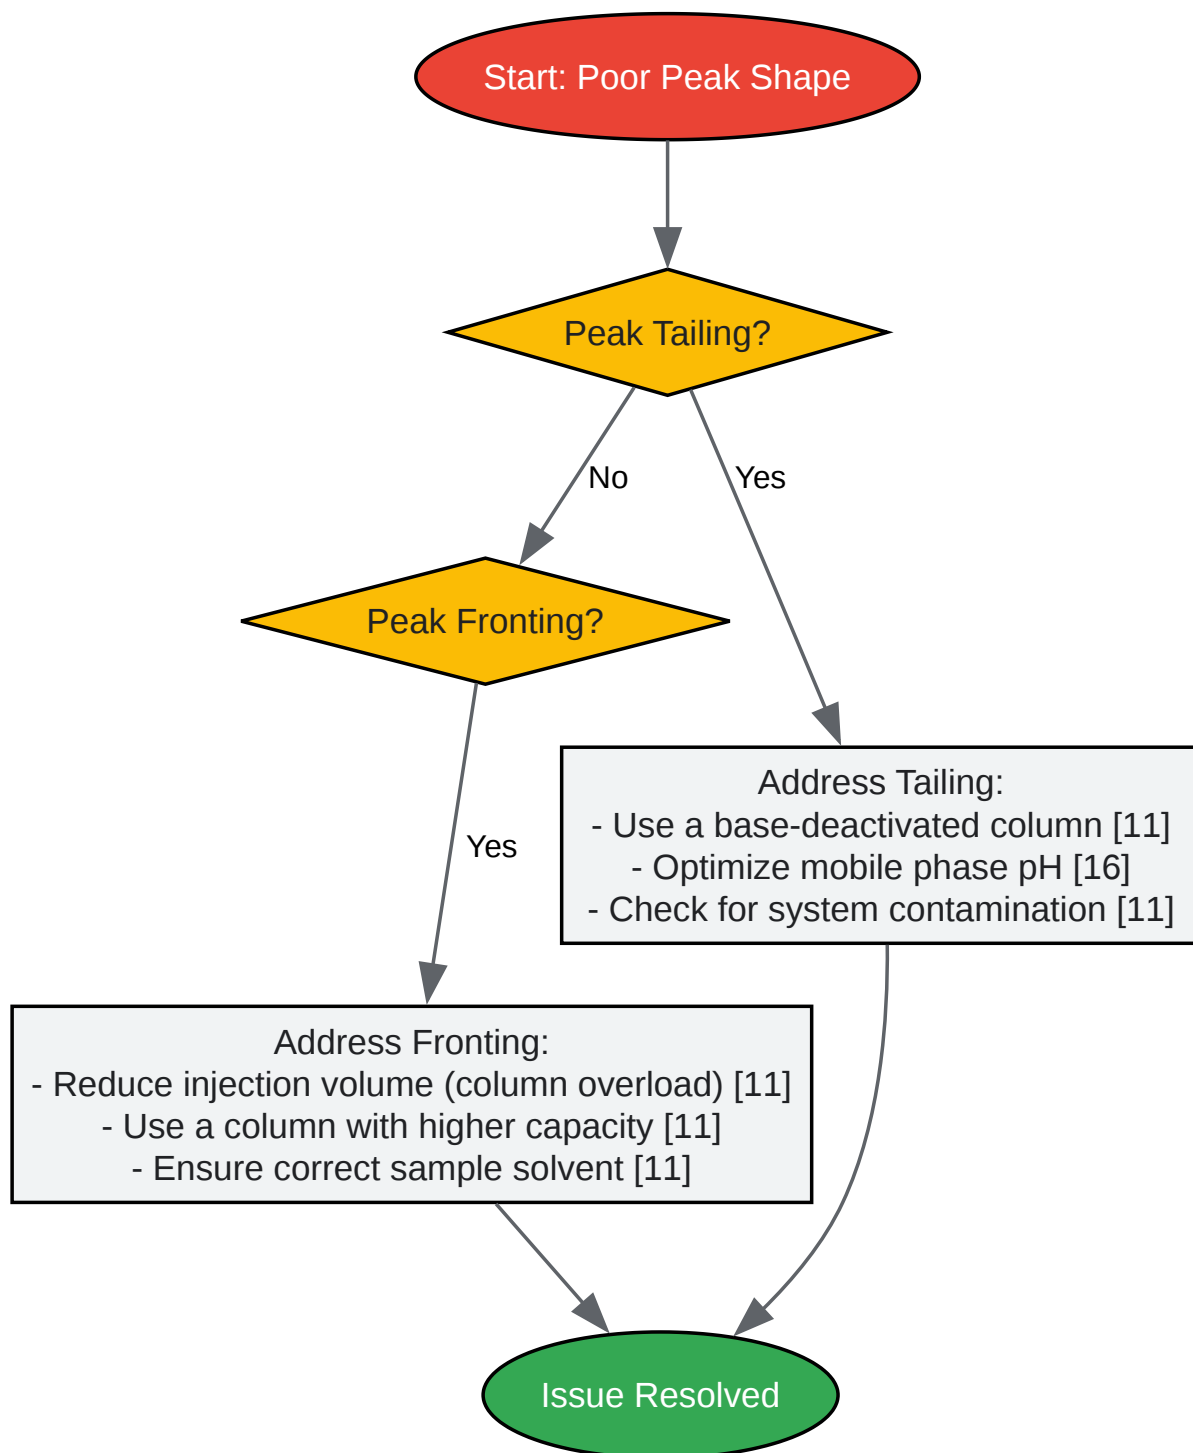 Start: Poor Peak Shape
Peak Tailing?
No
Yes
Peak Fronting?
Address Tailing:
- Use a base-deactivated column [11]
- Optimize mobile phase pH [16]
- Check for system contamination [11]
Yes
Address Fronting:
- Reduce injection volume (column overload) [11]
- Use a column with higher capacity [11]
- Ensure correct sample solvent [11]
Issue Resolved